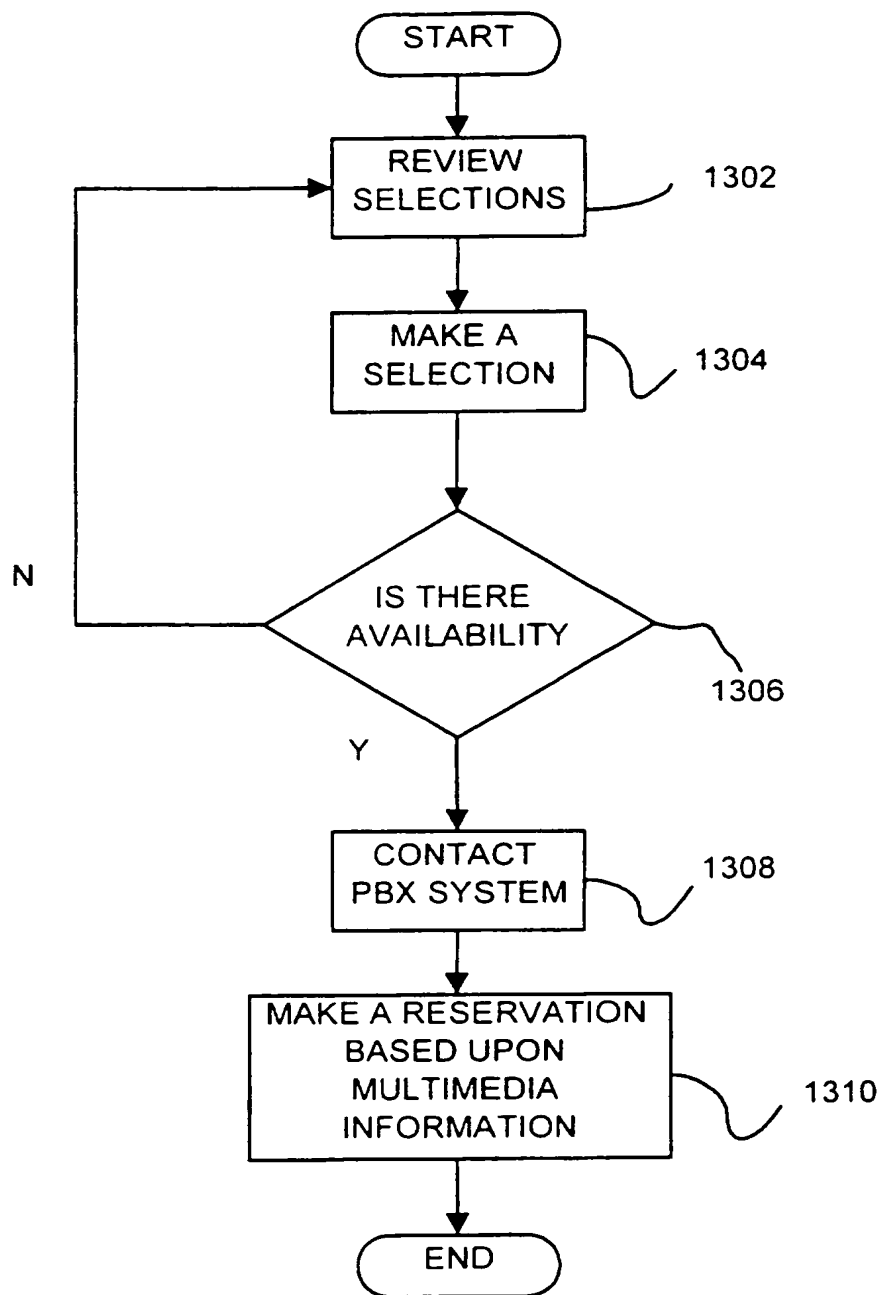 START
REVIEW
SELECTIONS
1302
MAKE A
SELECTION
1304
N
IS THERE
AVAILABILITY
1306
Y
CONTACT
PBX SYSTEM
1308
MAKE A RESERVATION
BASED UPON
MULTIMEDIA
INFORMATION
1310
END